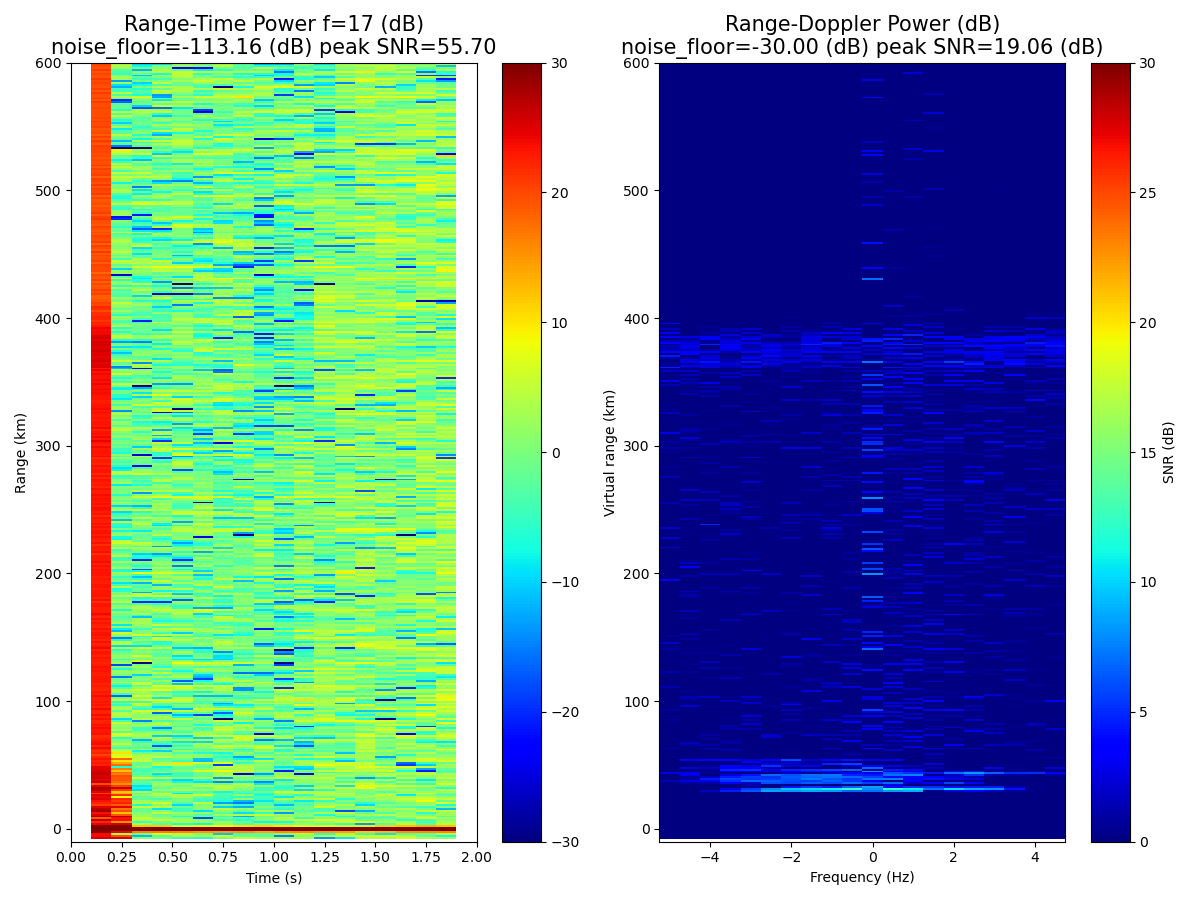 Range-Time Power f=17 (dB)
noise_floor=-113.16 (dB) peak SNR=55.70
600
500
400
300
200
100
0
Range (km)
0.00 0.25 0.50 0.75 1.00 1.25 1.50 1.75 2.00
Time (s)
30
20
10
0
−10
−20
−30
Range-Doppler Power (dB)
noise_floor=-30.00 (dB) peak SNR=19.06 (dB)
600
500
400
300
200
100
0
Virtual range (km)
−4 −2 0 2 4
Frequency (Hz)
30
25
20
15
10
5
0
SNR (dB)